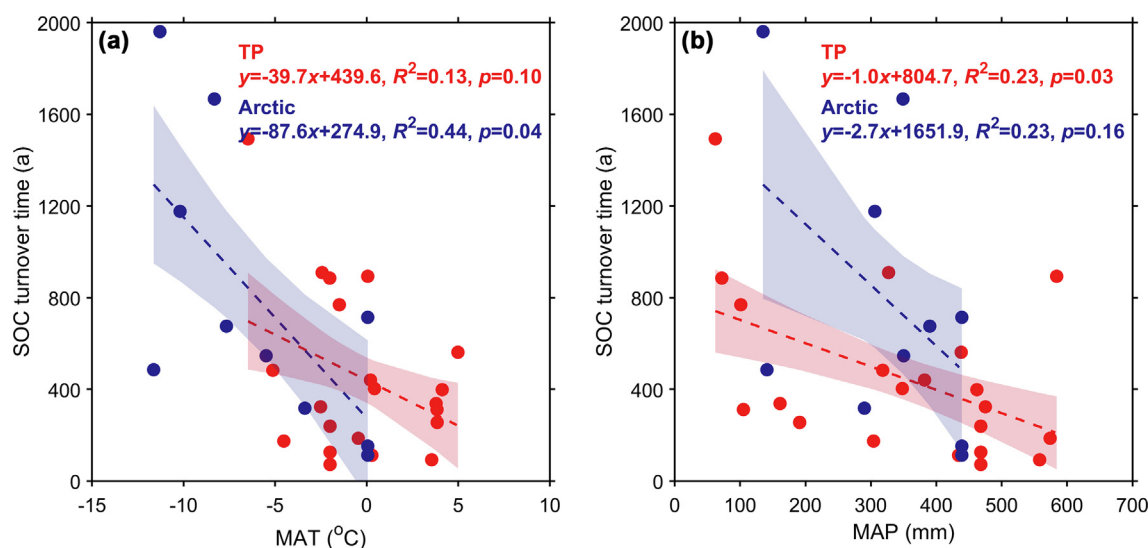 (a)
TP
y=-39.7x+439.6, R²=0.13, p=0.10
Arctic
y=-87.6x+274.9, R²=0.44, p=0.04
2000
1600
1200
800
400
0
SOC turnover time (a)
-15 -10 -5 0 5 10
MAT (°C)
(b)
TP
y=-1.0x+804.7, R²=0.23, p=0.03
Arctic
y=-2.7x+1651.9, R²=0.23, p=0.16
2000
1600
1200
800
400
0
SOC turnover time (a)
0 100 200 300 400 500 600 700
MAP (mm)